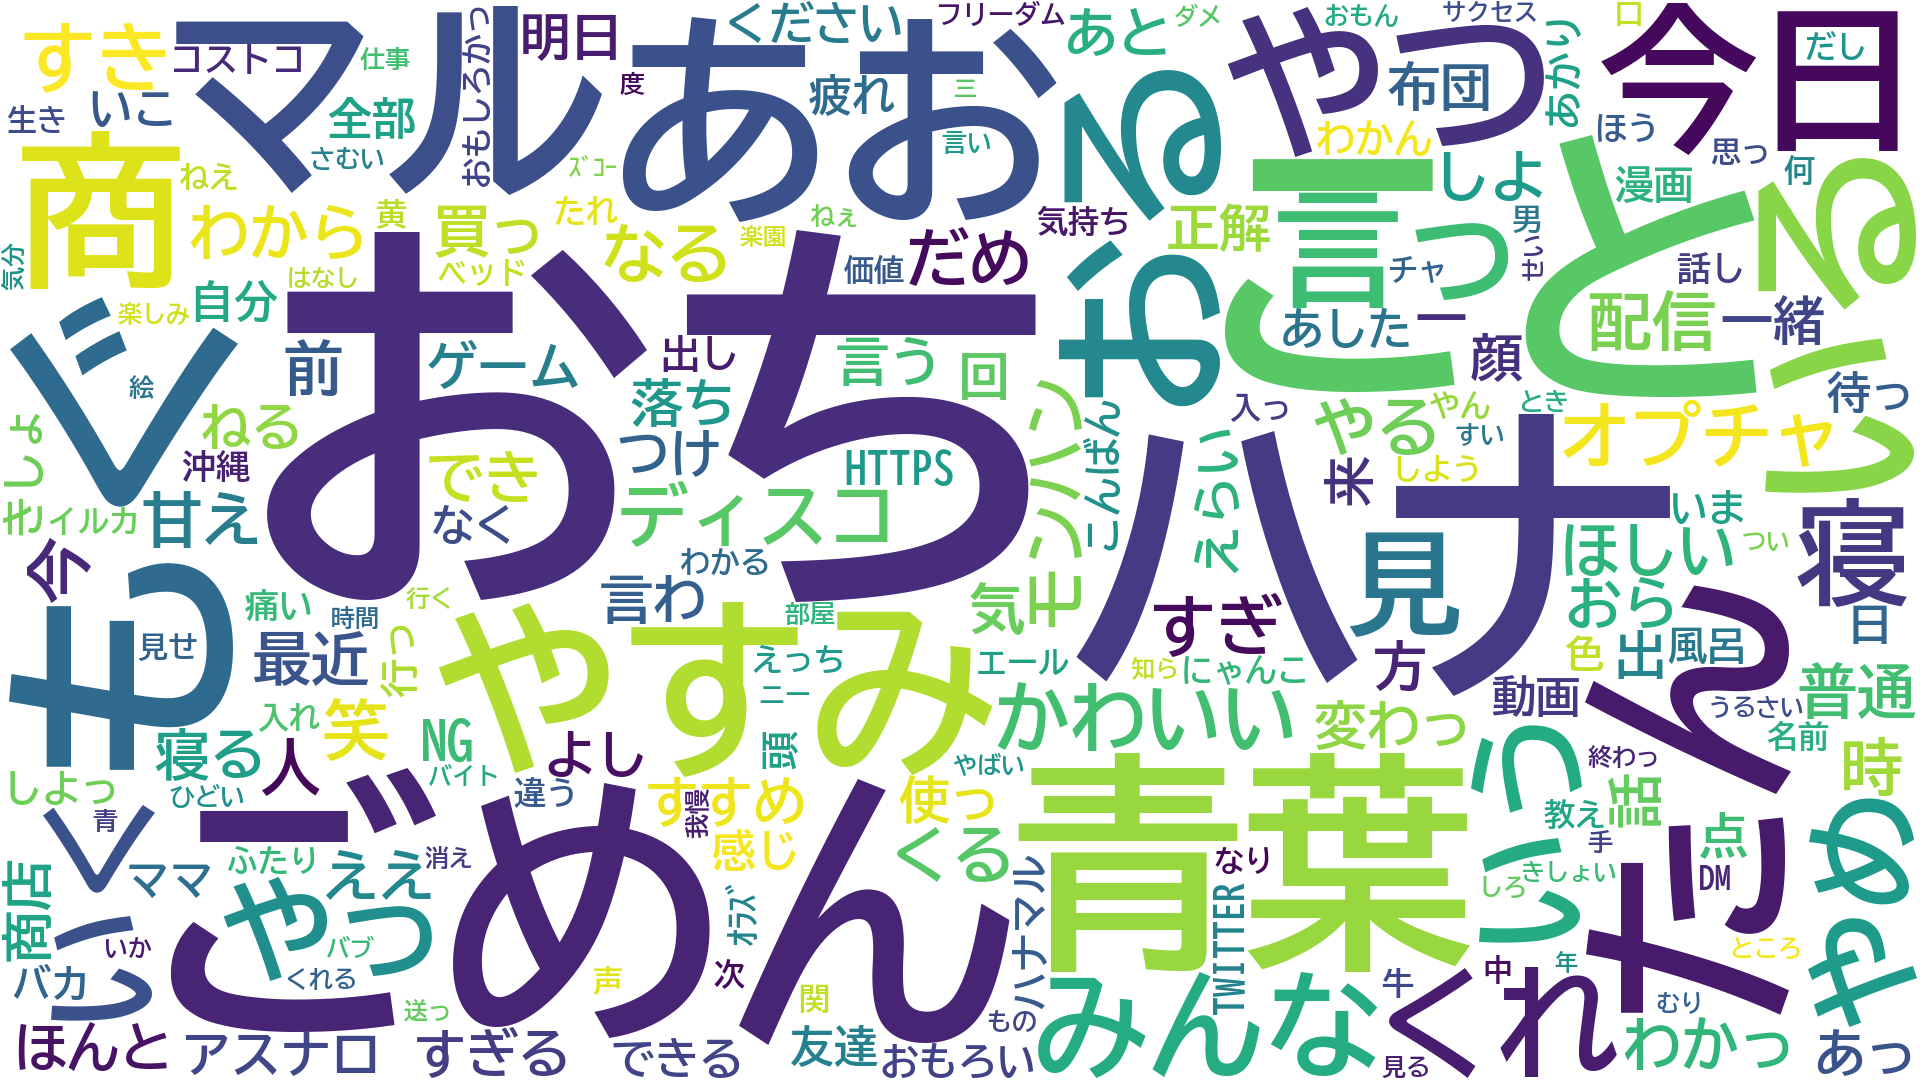 すき
マル
あお
ください
フリーダム
あと
ダメ
やつ
おもん
サクセス
あかり
口
今日
だし
コストコ
仕事
おもしろかっ
明日
度
疲れ
三
言い
布団
わかん
ほう
思っ
何
生き
いこ
全部
さむい
ｽﾞｺｰ
ねえ
商
わから
黄
買っ
たれ
なる
ねぇ
楽園
だめ
気持ち
正解
しよ
漫画
男
せい
話し
言っ
こと
気分
はなし
ベッド
価値
チャ
楽しみ
自分
おち
ハナ
あした
一
配信
一緒
前
ゲーム
出し
言う
回
顔
待っ
絵
ねる
落ち
モンハン
こんばん
入っ
やる
やん
とき
すい
オプチャ
きしょ
沖縄
でき
つけ
HTTPS
えらい
来
しよう
イルカ
甘え
なく
ディスコ
いま
つい
寝
今
わかる
言わ
気
見
ほしい
おら
日
痛い
時間
行く
やすみ
部屋
すぎ
方
色
出
風呂
見せ
最近
行っ
えっち
エール
知ら
にゃんこ
動画
うるさい
普通
名前
入れ
笑
NG
ニー
かわいい
変わっ
寝る
人
よし
頭
やばい
終わっ
時
しよっ
ひどい
バイト
違う
すすめ
我慢
使っ
青葉
話
教え
青
ごめん
感じ
くる
なり
点
手
ママ
ふたり
ええ
消え
ｵﾗｽﾞ
ハナマル
TWITTER
きしょい
しろ
DM
商店
やっ
バブ
いか
くれる
声
次
関
もの
みんな
牛
中
ところ
年
バカ
送っ
くれ
むり
ほんと
アスナロ
すぎる
できる
友達
おもろい
見る
わかっ
あっ